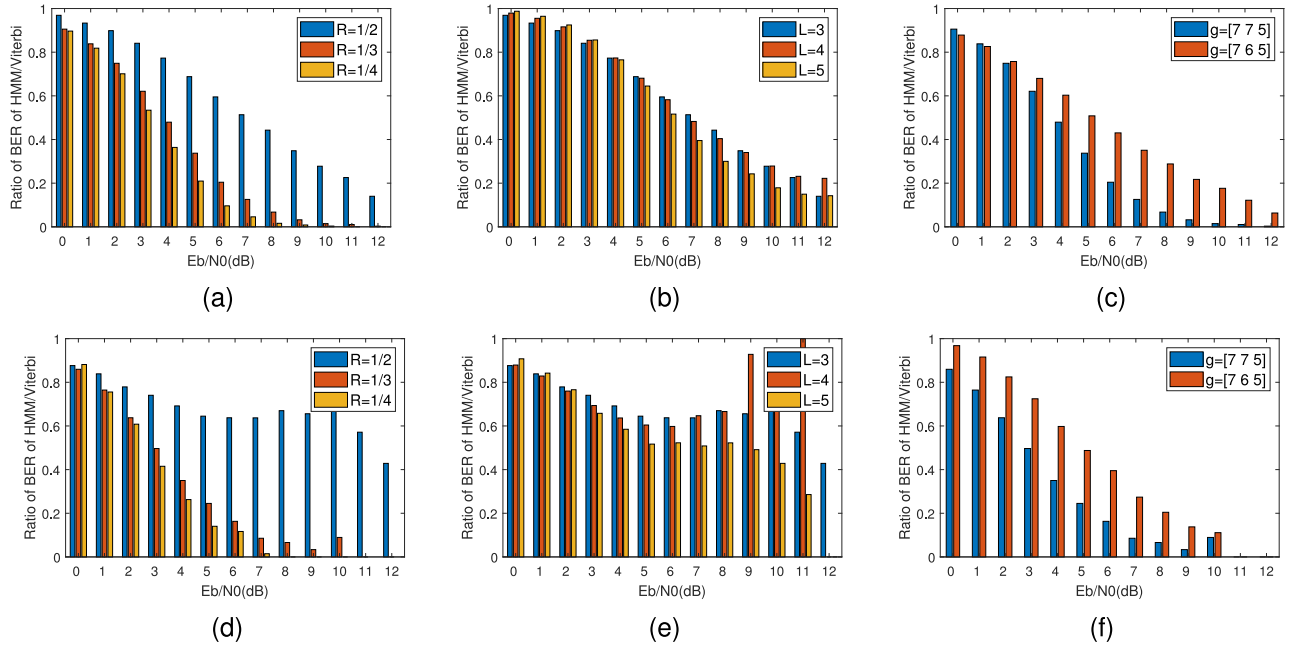 Ratio of BER of HMM/Viterbi
1
0.8
0.6
0.4
0.2
0
R=1/2
R=1/3
R=1/4
0 1 2 3 4 5 6 7 8 9 10 11 12
Eb/N0(dB)
(a)
Ratio of BER of HMM/Viterbi
1
0.8
0.6
0.4
0.2
0
L=3
L=4
L=5
0 1 2 3 4 5 6 7 8 9 10 11 12
Eb/N0(dB)
(b)
Ratio of BER of HMM/Viterbi
1
0.8
0.6
0.4
0.2
0
g=[7 7 5]
g=[7 6 5]
0 1 2 3 4 5 6 7 8 9 10 11 12
Eb/N0(dB)
(c)
Ratio of BER of HMM/Viterbi
1
0.8
0.6
0.4
0.2
0
R=1/2
R=1/3
R=1/4
0 1 2 3 4 5 6 7 8 9 10 11 12
Eb/N0(dB)
(d)
Ratio of BER of HMM/Viterbi
1
0.8
0.6
0.4
0.2
0
L=3
L=4
L=5
0 1 2 3 4 5 6 7 8 9 10 11 12
Eb/N0(dB)
(e)
Ratio of BER of HMM/Viterbi
1
0.8
0.6
0.4
0.2
0
g=[7 7 5]
g=[7 6 5]
0 1 2 3 4 5 6 7 8 9 10 11 12
Eb/N0(dB)
(f)